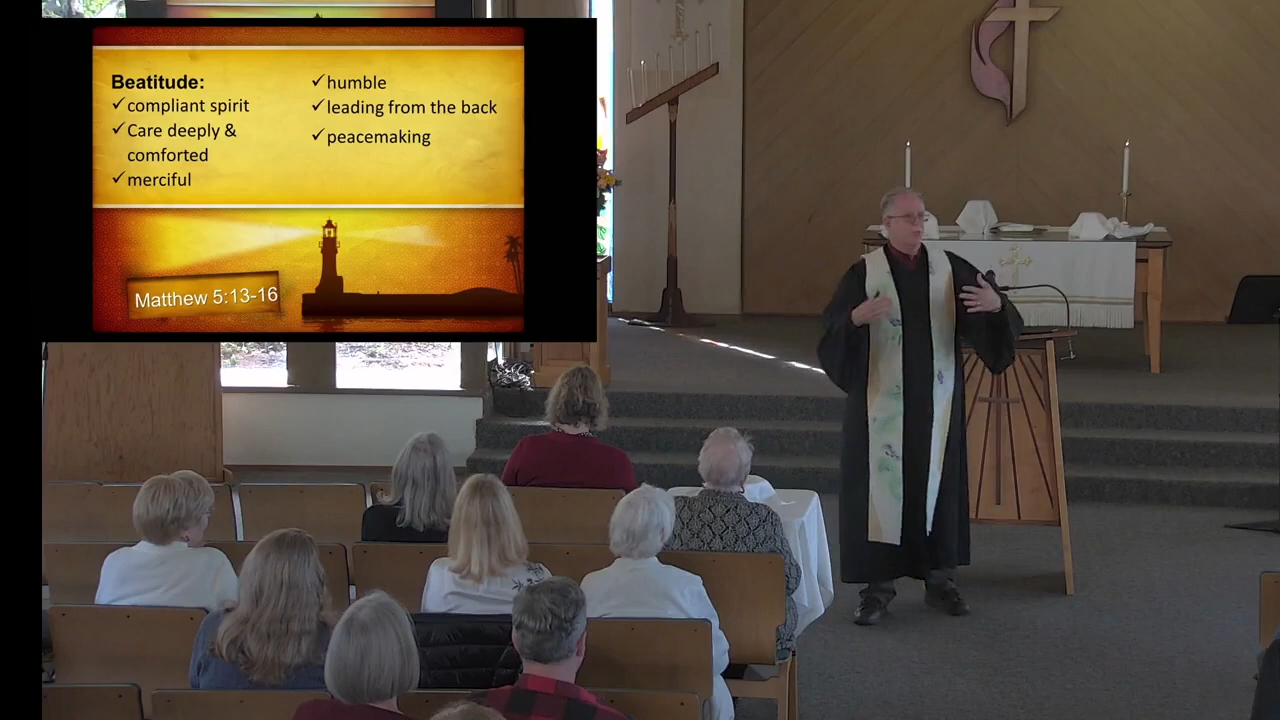 Beatitude:
✓compliant spirit
✓Care deeply &
comforted
✓merciful
✓humble
✓leading from the back
✓peacemaking
Matthew 5:13-16